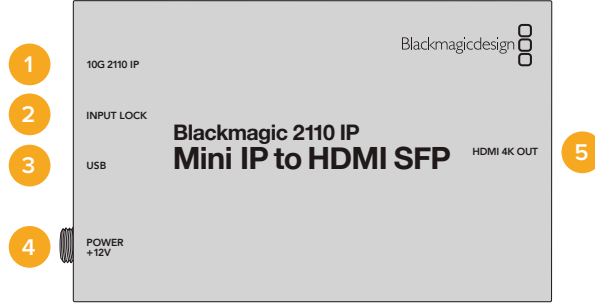 Blackmagicdesign
1
10G 2110 IP
2
INPUT LOCK
Blackmagic 2110 IP
Mini IP to HDMI SFP
3
USB
HDMI 4K OUT
5
4
POWER
+12V